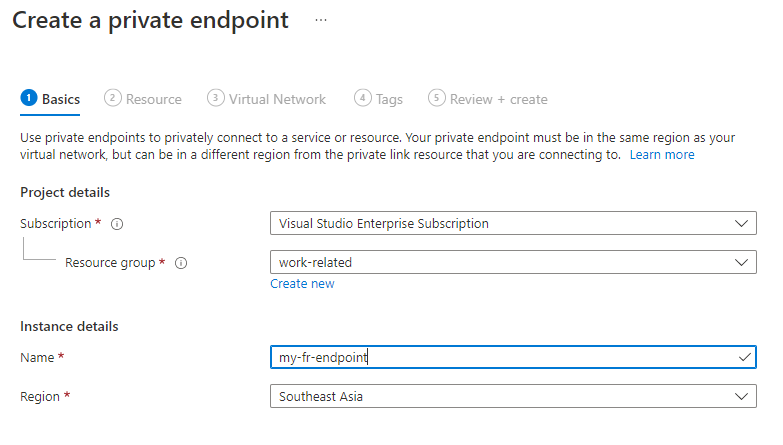 Create a private endpoint ...
1 Basics 2 Resource 3 Virtual Network 4 Tags 5 Review + create
Use private endpoints to privately connect to a service or resource. Your private endpoint must be in the same region as your
virtual network, but can be in a different region from the private link resource that you are connecting to. Learn more
Project details
Subscription * Visual Studio Enterprise Subscription
Resource group * work-related
Create new
Instance details
Name * my-fr-endpoint
Region * Southeast Asia